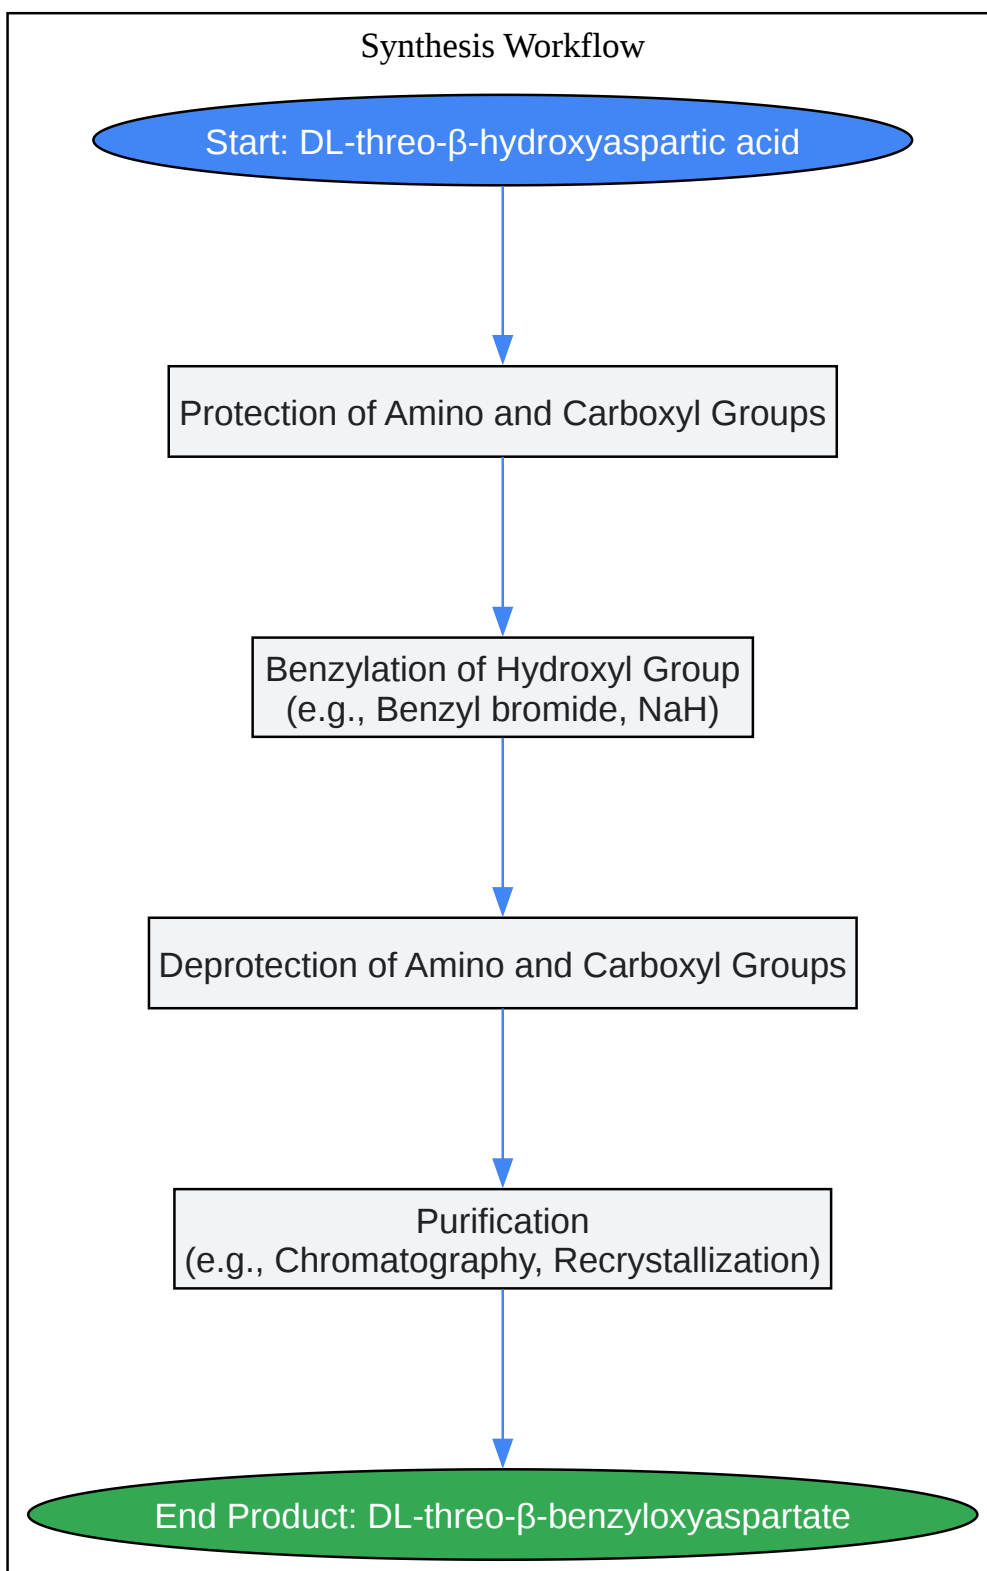 Synthesis Workflow
Start: DL-threo-β-hydroxyaspartic acid
Protection of Amino and Carboxyl Groups
Benzylation of Hydroxyl Group
(e.g., Benzyl bromide, NaH)
Deprotection of Amino and Carboxyl Groups
Purification
(e.g., Chromatography, Recrystallization)
End Product: DL-threo-β-benzyloxyaspartate